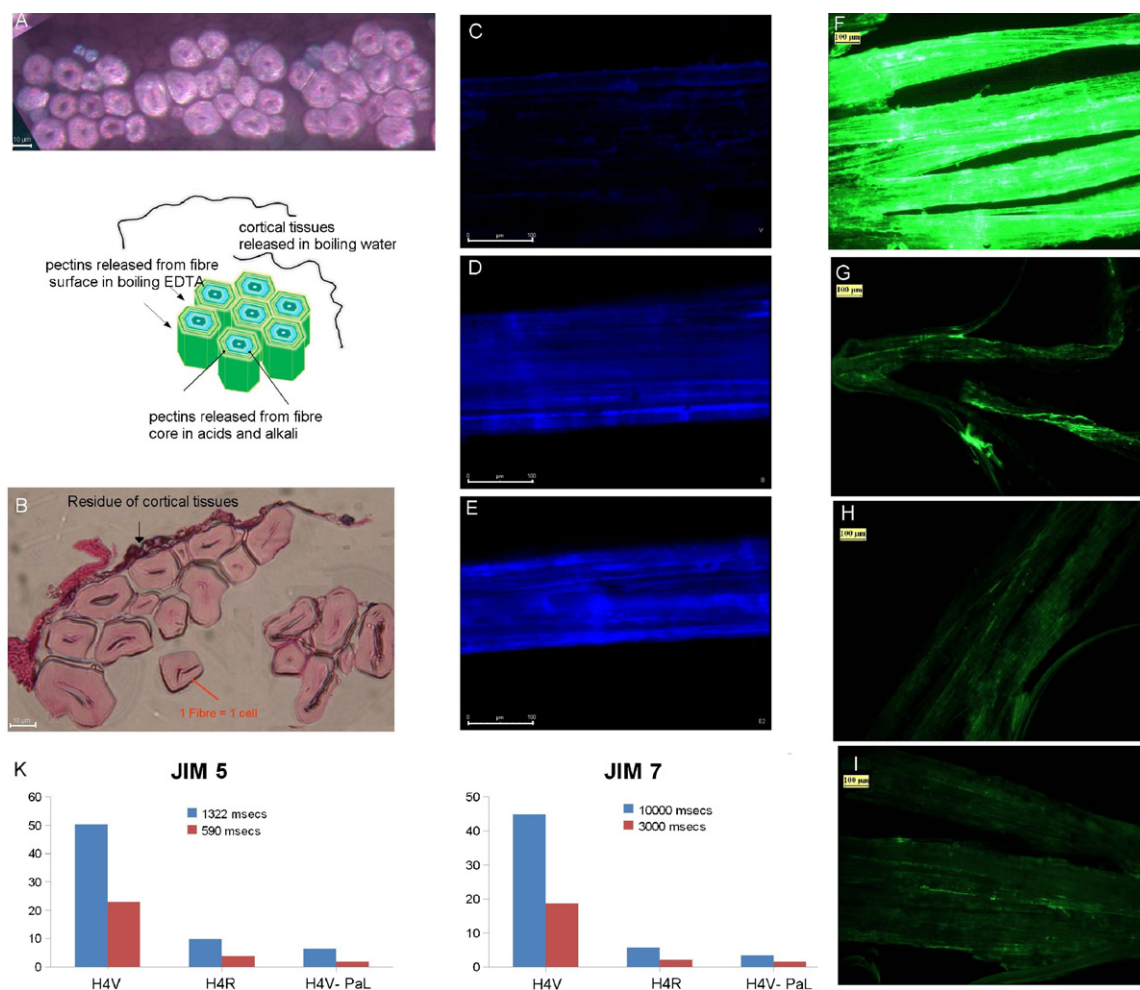 A
10 µm
cortical tissues
released in boiling water
pectins released from fibre
surface in boiling EDTA
pectins released from fibre
core in acids and alkali
B
Residue of cortical tissues
1 Fibre = 1 cell
10 µm
C
0 µm 100
V
D
0 µm 100
E
0 µm 100
E2
F
100 µm
G
100 µm
H
100 µm
I
100 µm
K
JIM 5
60
50
40
30
20
10
0
1322 msecs
590 msecs
H4V H4R H4V- PaL
JIM 7
50
40
30
20
10
0
10000 msecs
3000 msecs
H4V H4R H4V- PaL